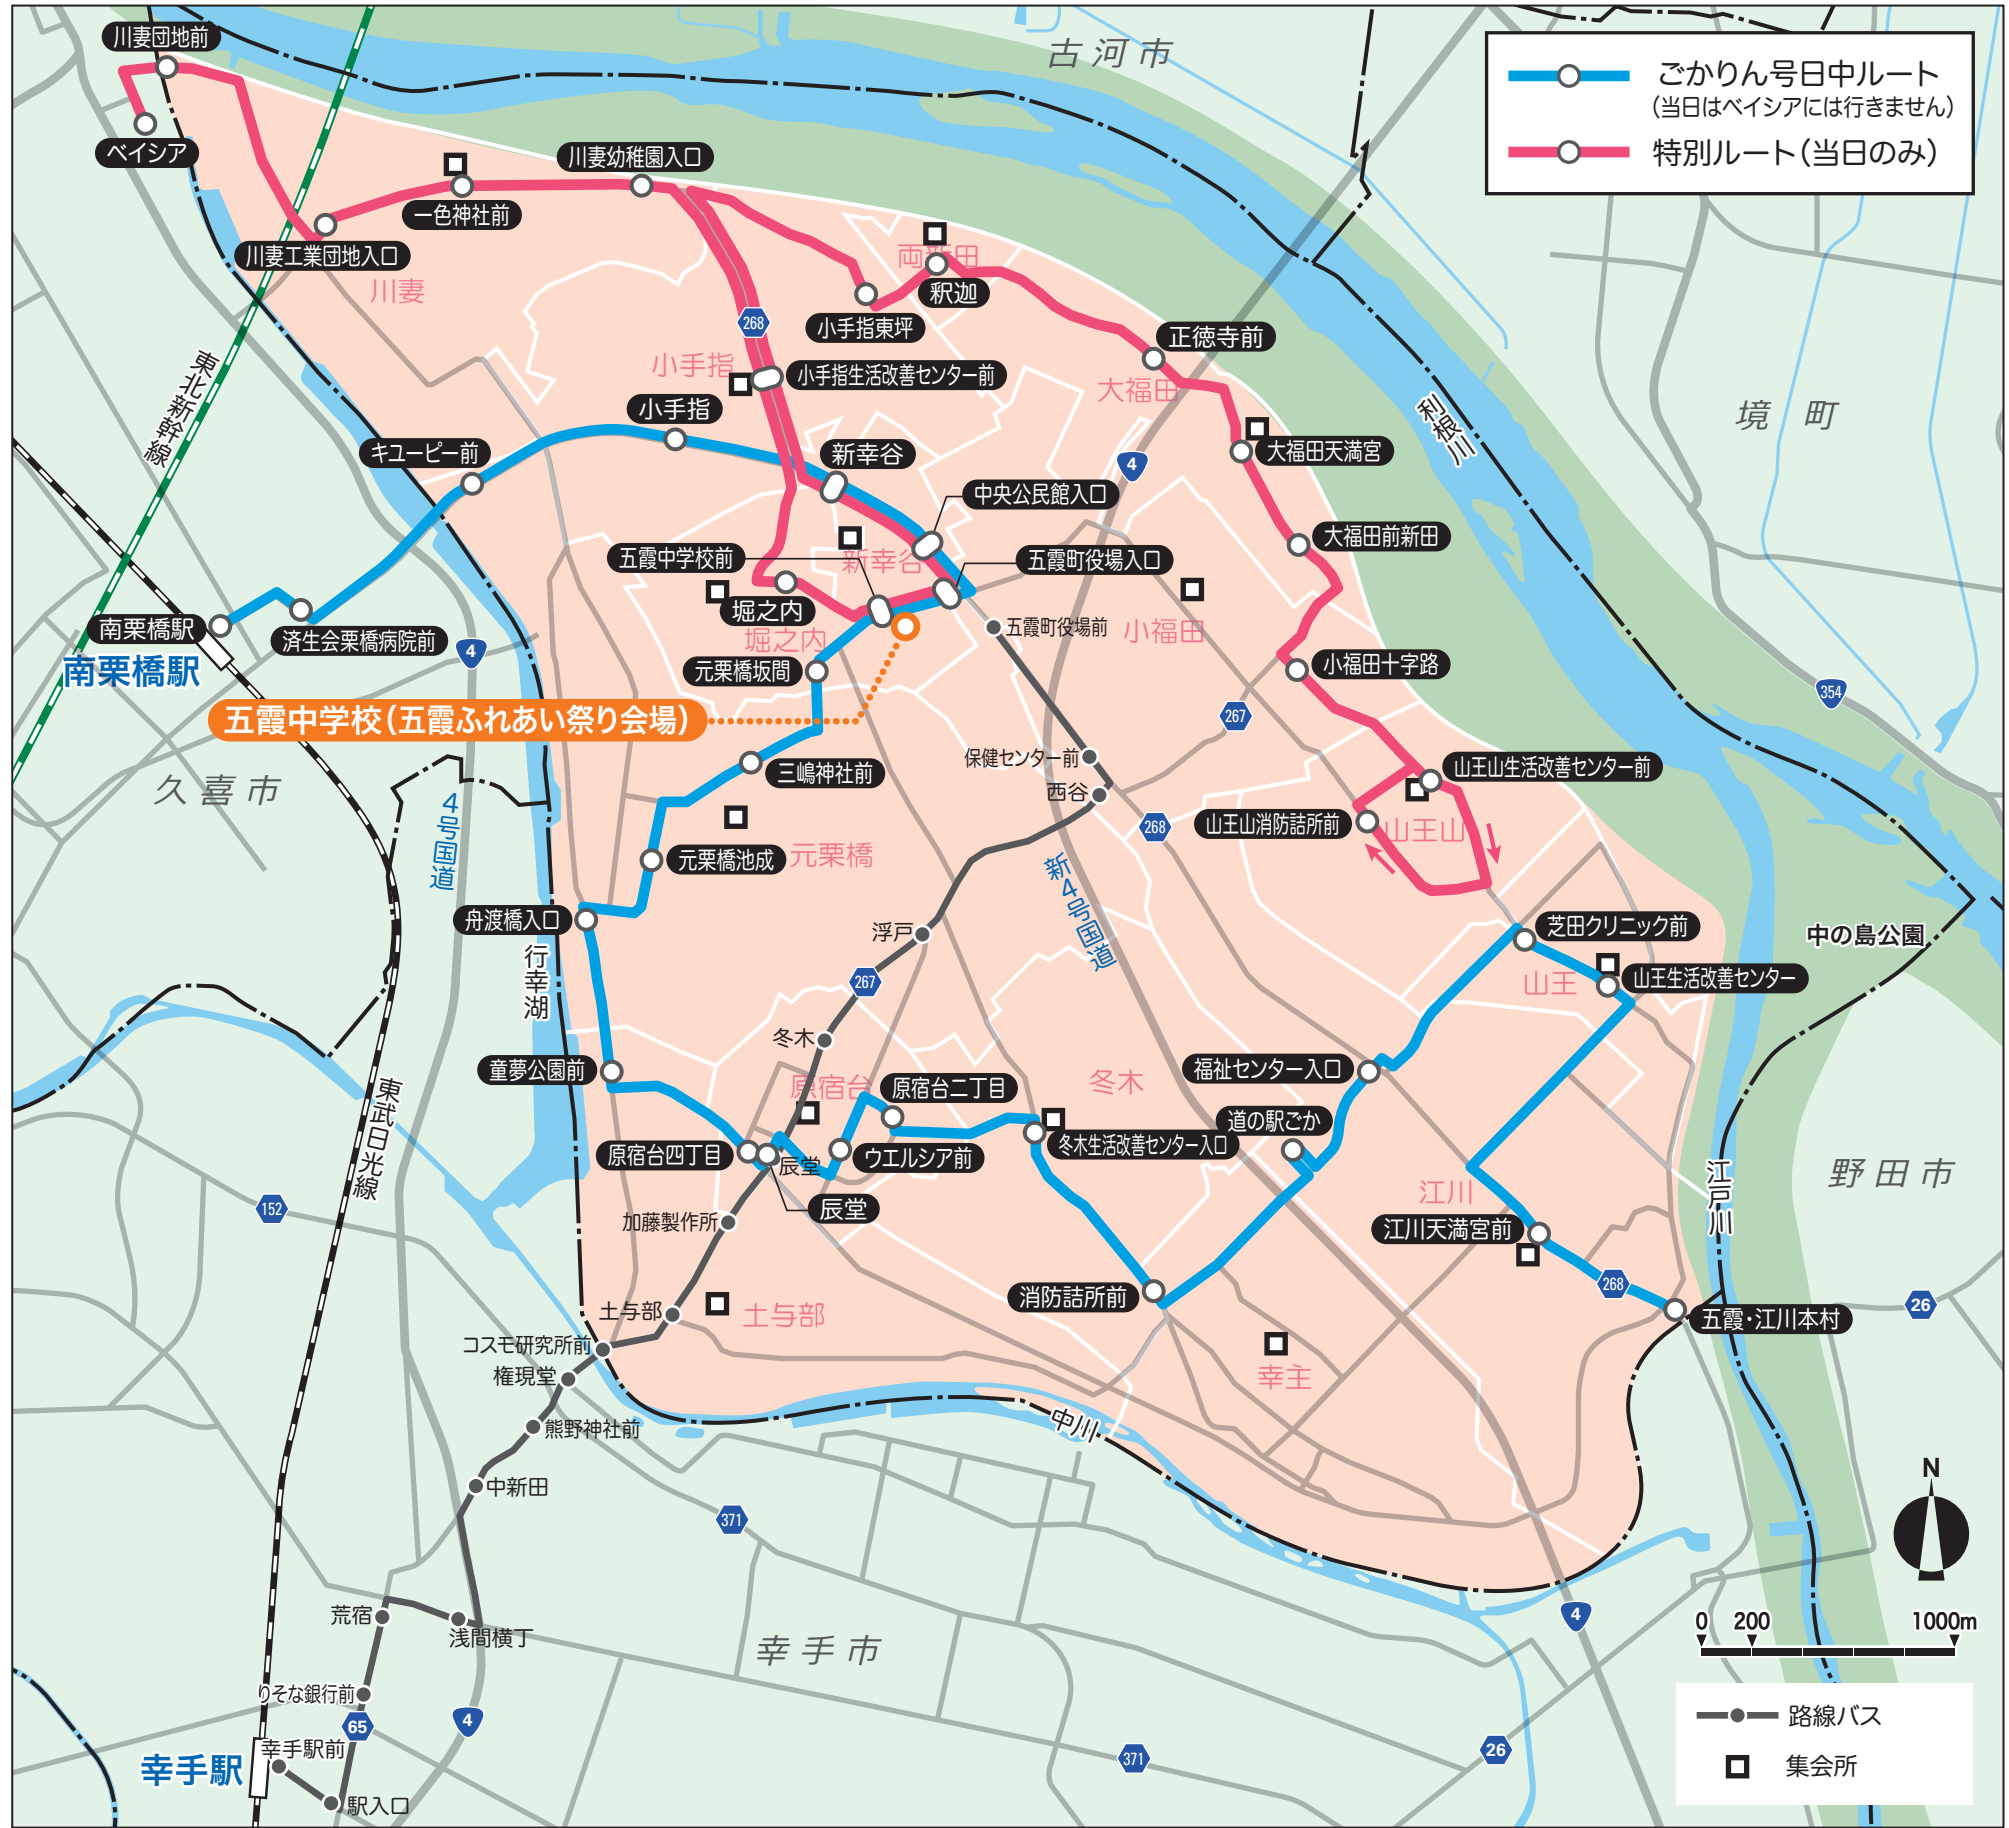 川妻団地前
古河市
ごかりん号日中ルート
(当日はベイシアには行きません)
特別ルート(当日のみ)
ベイシア
川妻幼稚園入口
一色神社前
川妻工業団地入口
川妻
両新田
釈迦
小手指東坪
268
正徳寺前
小手指
小手指生活改善センター前
大福田
東北新幹線
小手指
利根川
境町
キユーピー前
新幸谷
大福田天満宮
4
中央公民館入口
大福田前新田
五霞中学校前
新幸谷
五霞町役場入口
堀之内
堀之内
南栗橋駅
南栗橋駅
済生会栗橋病院前
4
五霞町役場前
小福田
元栗橋坂間
小福田十字路
354
五霞中学校(五霞ふれあい祭り会場)
267
保健センター前
三嶋神社前
山王山生活改善センター前
久喜市
西谷
4号国道
268
山王山消防詰所前
山王山
元栗橋池成
元栗橋
新4号国道
舟渡橋入口
浮戸
芝田クリニック前
中の島公園
行幸湖
267
山王
山王生活改善センター
冬木
童夢公園前
原宿台
原宿台二丁目
冬木
福祉センター入口
東武日光線
道の駅ごか
原宿台四丁目
辰堂
ウエルシア前
冬木生活改善センター入口
江戸川
野田市
152
辰堂
江川
加藤製作所
江川天満宮前
消防詰所前
268
土与部
土与部
26
五霞・江川本村
コスモ研究所前
権現堂
幸主
熊野神社前
中川
中新田
N
371
荒宿
浅間横丁
4
0 200 1000m
幸手市
りそな銀行前
65
4
路線バス
幸手駅前
371
26
幸手駅
集会所
駅入口